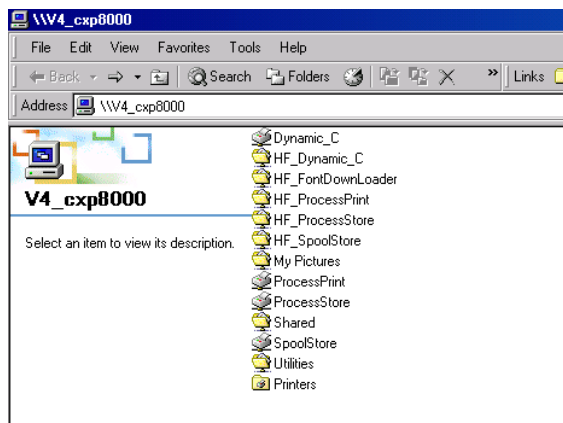 \\V4_cxp8000
File Edit View Favorites Tools Help
Back Search Folders » Links
Address \\V4_cxp8000
V4_cxp8000
Select an item to view its description.
Dynamic_C
HF_Dynamic_C
HF_FontDownLoader
HF_ProcessPrint
HF_ProcessStore
HF_SpoolStore
My Pictures
ProcessPrint
ProcessStore
Shared
SpoolStore
Utilities
Printers